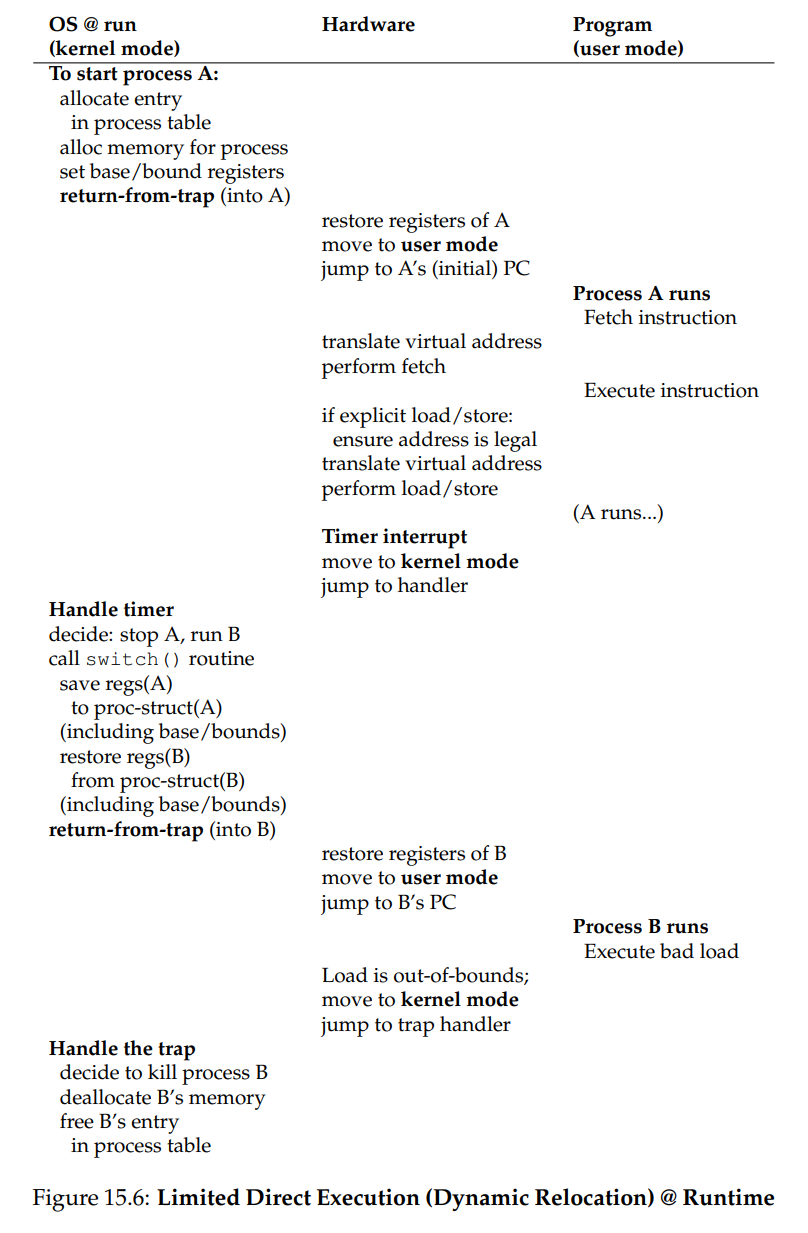 OS @ run Hardware Program
(kernel mode) (user mode)
To start process A:
allocate entry
in process table
alloc memory for process
set base/bound registers
return-from-trap (into A)
restore registers of A
move to user mode
jump to A's (initial) PC
Process A runs
Fetch instruction
translate virtual address
perform fetch
Execute instruction
if explicit load/store:
ensure address is legal
translate virtual address
perform load/store
(A runs...)
Timer interrupt
move to kernel mode
jump to handler
Handle timer
decide: stop A, run B
call switch() routine
save regs(A)
to proc-struct(A)
(including base/bounds)
restore regs(B)
from proc-struct(B)
(including base/bounds)
return-from-trap (into B)
restore registers of B
move to user mode
jump to B's PC
Process B runs
Execute bad load
Load is out-of-bounds;
move to kernel mode
jump to trap handler
Handle the trap
decide to kill process B
deallocate B's memory
free B's entry
in process table
Figure 15.6: Limited Direct Execution (Dynamic Relocation) @ Runtime